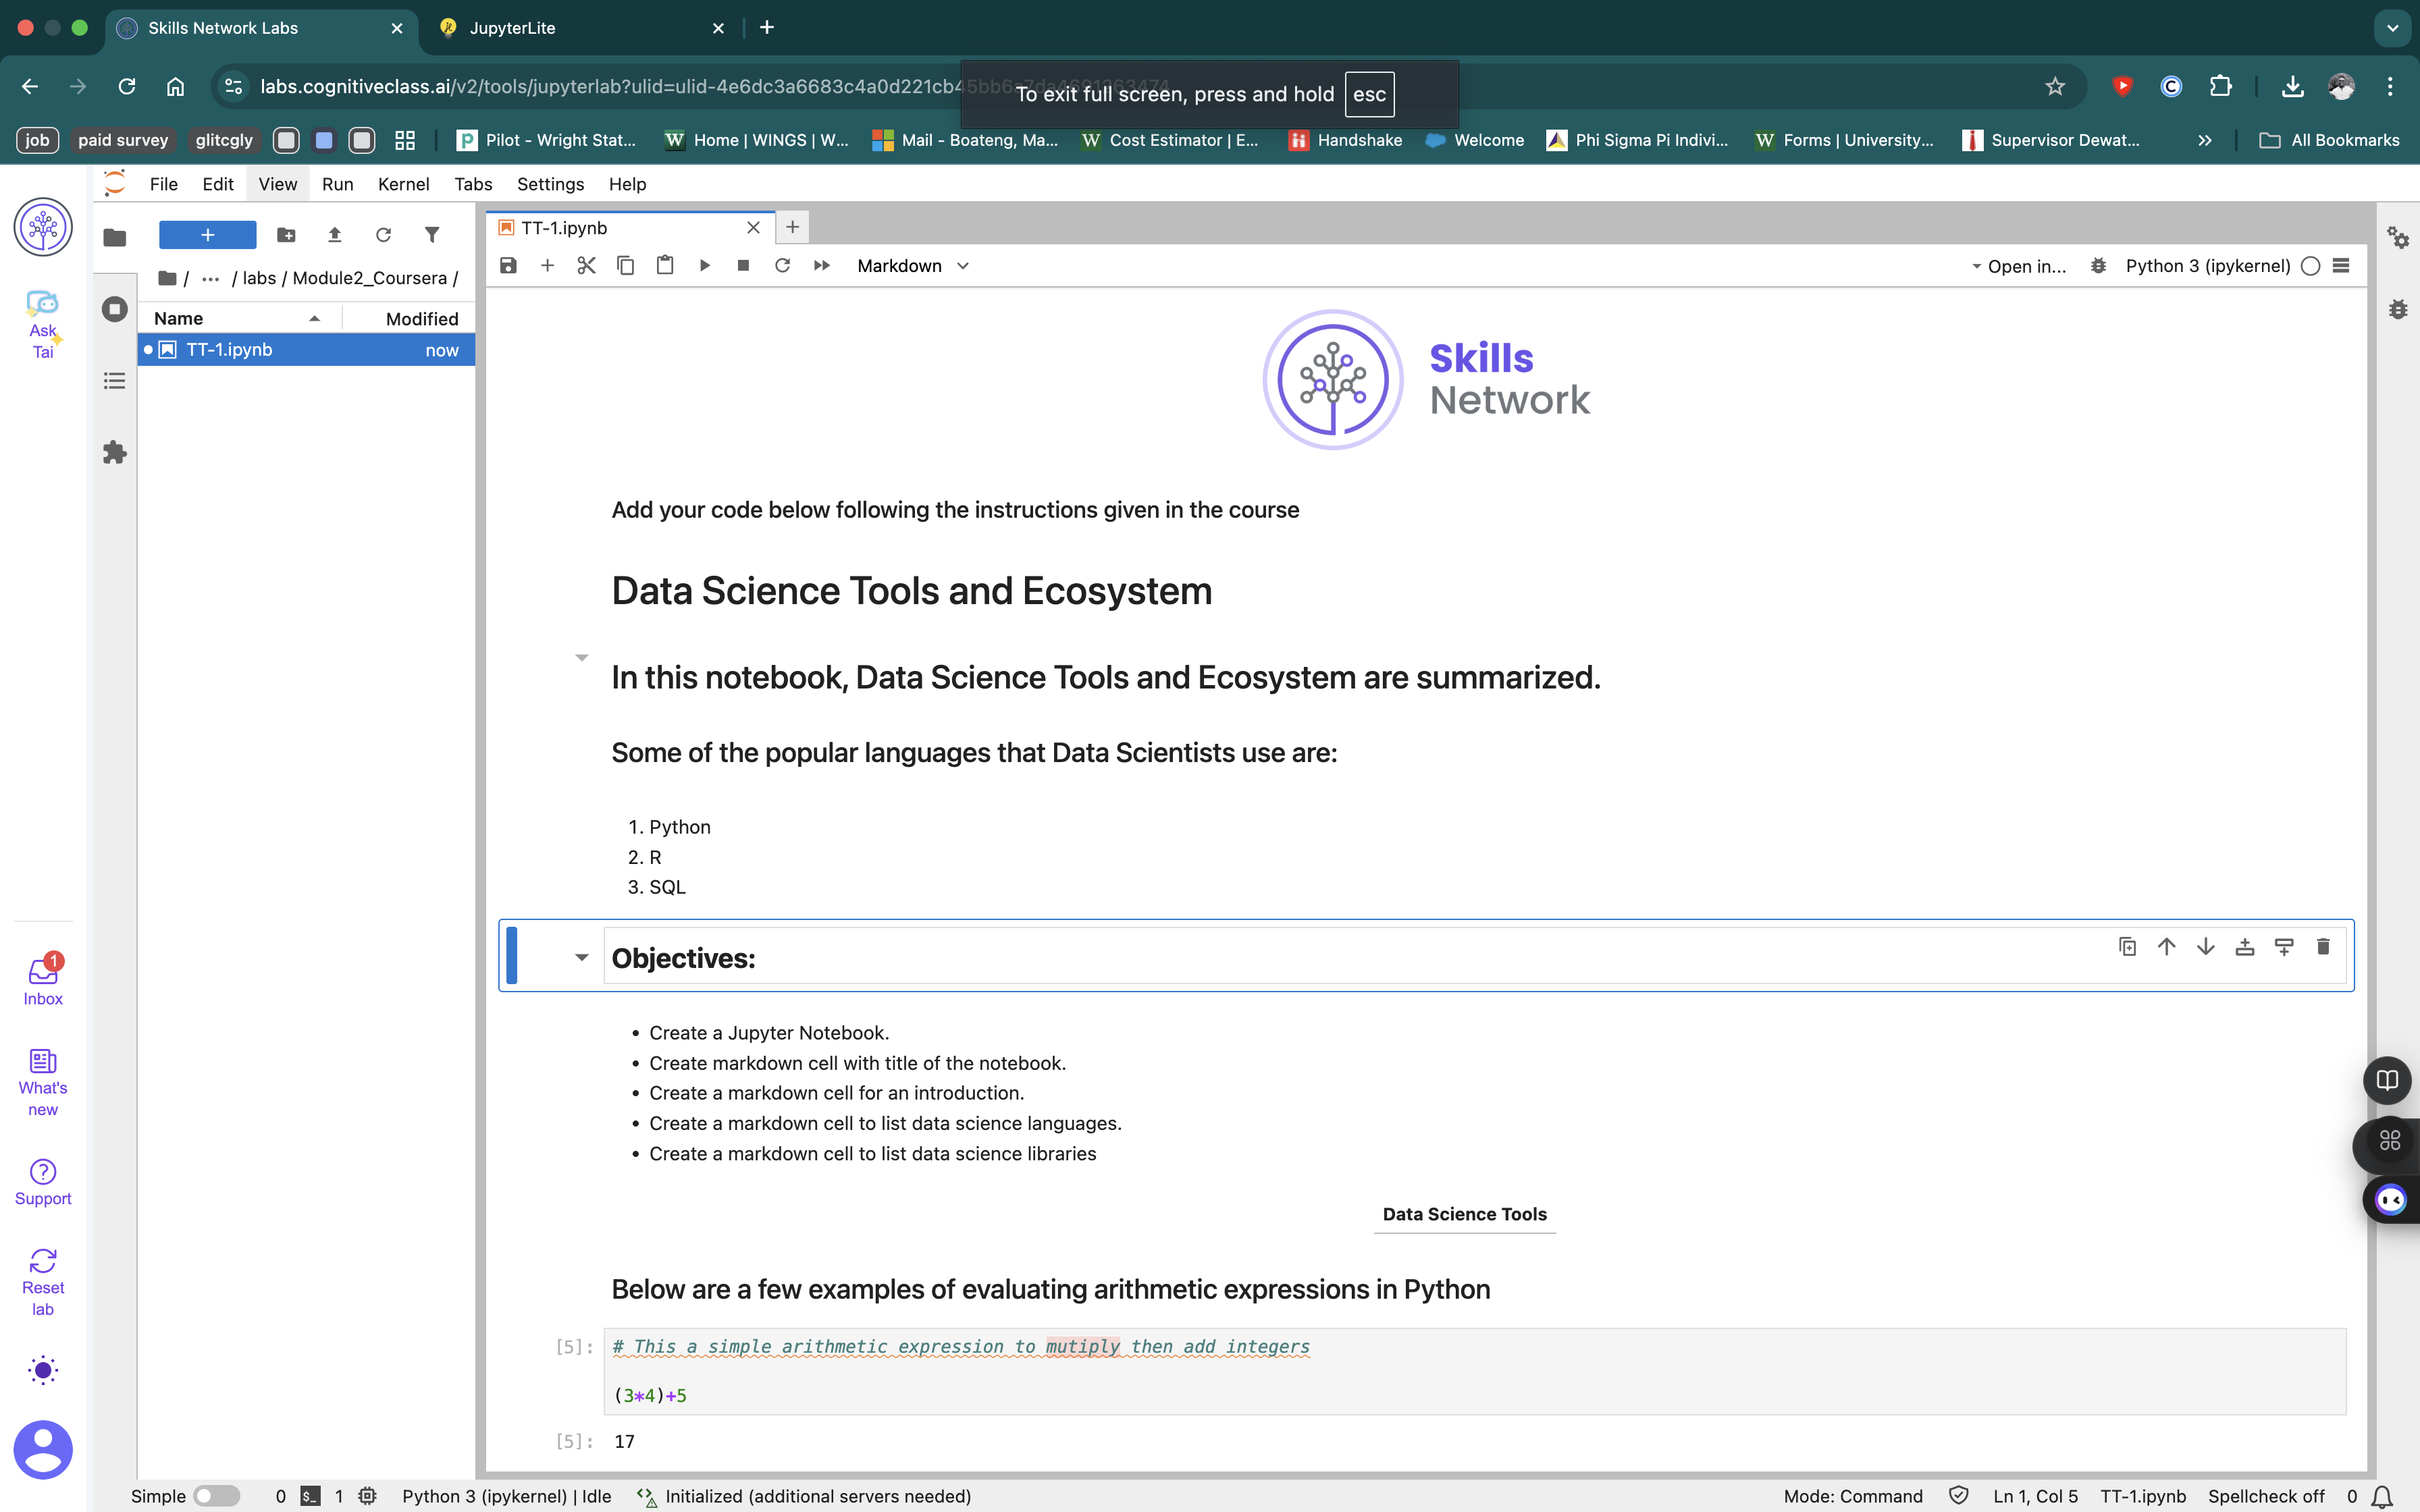 Skills Network Labs
JupyterLite
labs.cognitiveclass.ai/v2/tools/jupyterlab?ulid=ulid-4e6dc3a6683c4a0d221cb
To exit full screen, press and hold esc
job
paid survey
glitcgly
Pilot - Wright Stat...
Home | WINGS | W...
Mail - Boateng, Ma...
Cost Estimator | E...
Handshake
Welcome
Phi Sigma Pi Indivi...
Forms | University...
Supervisor Dewat...
All Bookmarks
File Edit View Run Kernel Tabs Settings Help
Ask
Tai
/ ... / labs / Module2_Coursera /
Name Modified
TT-1.ipynb now
TT-1.ipynb
Markdown
Open in...
Python 3 (ipykernel)
Skills
Network
Add your code below following the instructions given in the course
Data Science Tools and Ecosystem
In this notebook, Data Science Tools and Ecosystem are summarized.
Some of the popular languages that Data Scientists use are:
1. Python
2. R
3. SQL
Objectives:
• Create a Jupyter Notebook.
• Create markdown cell with title of the notebook.
• Create a markdown cell for an introduction.
• Create a markdown cell to list data science languages.
• Create a markdown cell to list data science libraries
Data Science Tools
Below are a few examples of evaluating arithmetic expressions in Python
[5]: # This a simple arithmetic expression to mutiply then add integers
(3*4)+5
[5]: 17
1
Inbox
What's
new
Support
Reset
lab
Simple 0 $_ 1 Python 3 (ipykernel) | Idle Initialized (additional servers needed) Mode: Command Ln 1, Col 5 TT-1.ipynb Spellcheck off 0